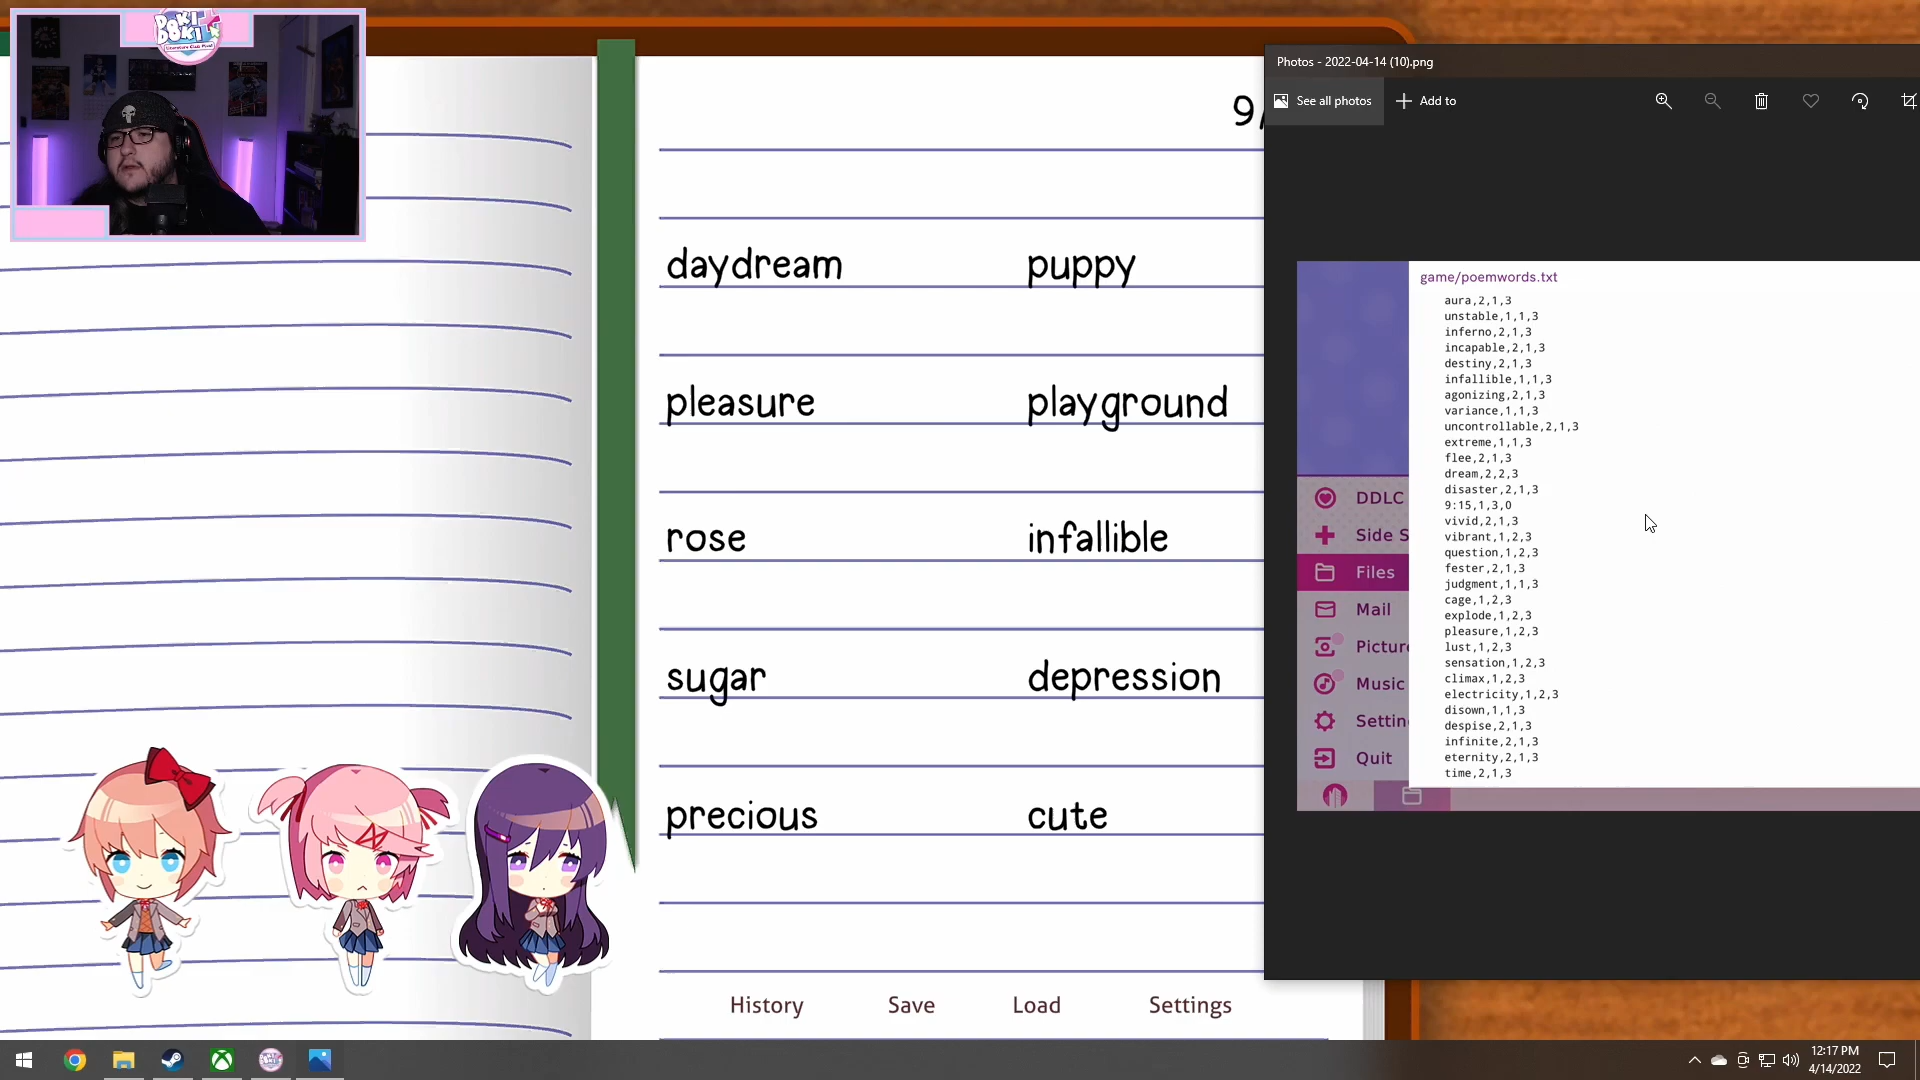 DOKI DOKI
Literature Club Plus!
9/
daydream puppy
pleasure playground
rose infallible
sugar depression
precious cute
History Save Load Settings
Photos - 2022-04-14 (10).png
See all photos Add to
game/poemwords.txt
aura,2,1,3
unstable,1,1,3
inferno,2,1,3
incapable,2,1,3
destiny,2,1,3
infallible,1,1,3
agonizing,2,1,3
variance,1,1,3
uncontrollable,2,1,3
extreme,1,1,3
flee,2,1,3
dream,2,2,3
disaster,2,1,3
9:15,1,3,0
vivid,2,1,3
vibrant,1,2,3
question,1,2,3
fester,2,1,3
judgment,1,1,3
cage,1,2,3
explode,1,2,3
pleasure,1,2,3
lust,1,2,3
sensation,1,2,3
climax,1,2,3
electricity,1,2,3
disown,1,1,3
despise,2,1,3
infinite,2,1,3
eternity,2,1,3
time,2,1,3
DDLC
Side S
Files
Mail
Picture
Music
Settin
Quit
12:17 PM
4/14/2022